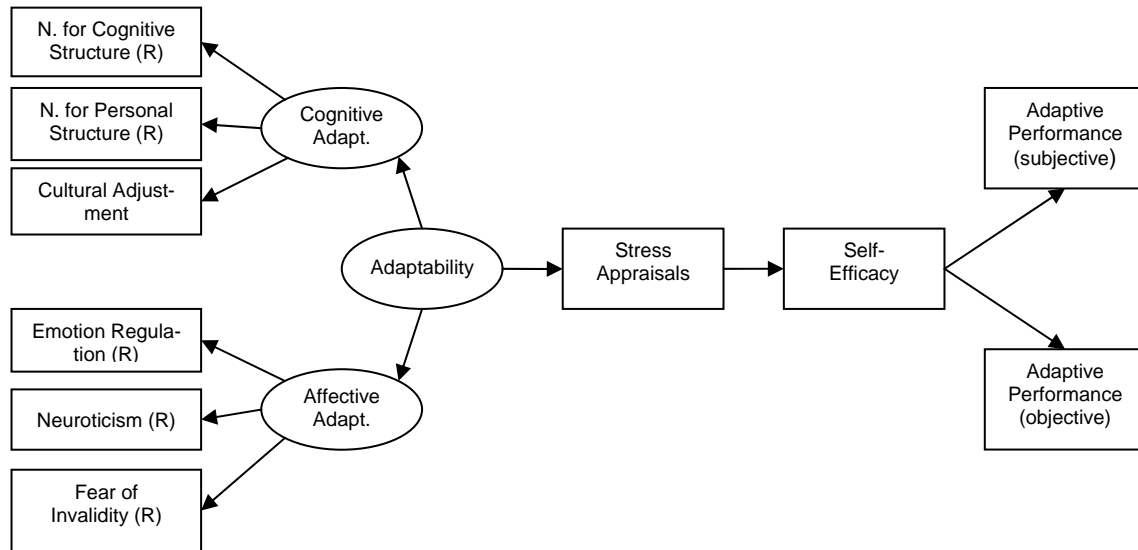 N. for Cognitive
Structure (R)
N. for Personal
Structure (R)
Cultural Adjust-
ment
Cognitive
Adapt.
Adaptability
Emotion Regula-
tion (R)
Neuroticism (R)
Fear of
Invalidity (R)
Affective
Adapt.
Stress
Appraisals
Self-
Efficacy
Adaptive
Performance
(subjective)
Adaptive
Performance
(objective)